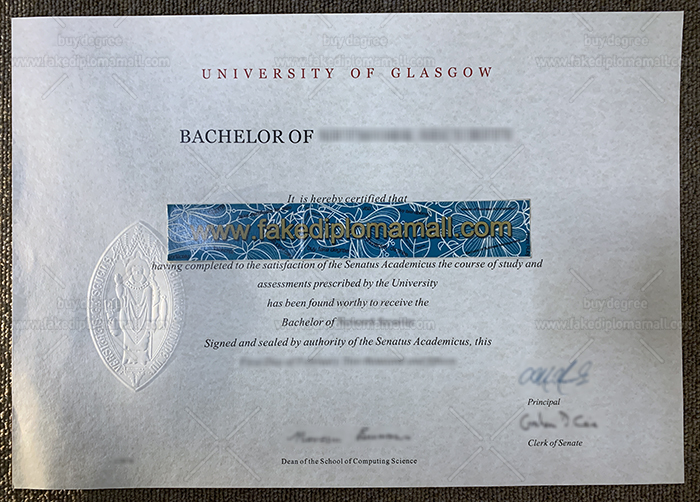 buy degree
www.fakediplomamall.com
UNIVERSITY OF GLASGOW
BACHELOR OF
It is hereby certified that
www.fakediplomamall.com
having completed to the satisfaction of the Senatus Academicus the course of study and
assessments prescribed by the University
has been found worthy to receive the
Bachelor of
Signed and sealed by authority of the Senatus Academicus, this
Principal
Clerk of Senate
Dean of the School of Computing Science